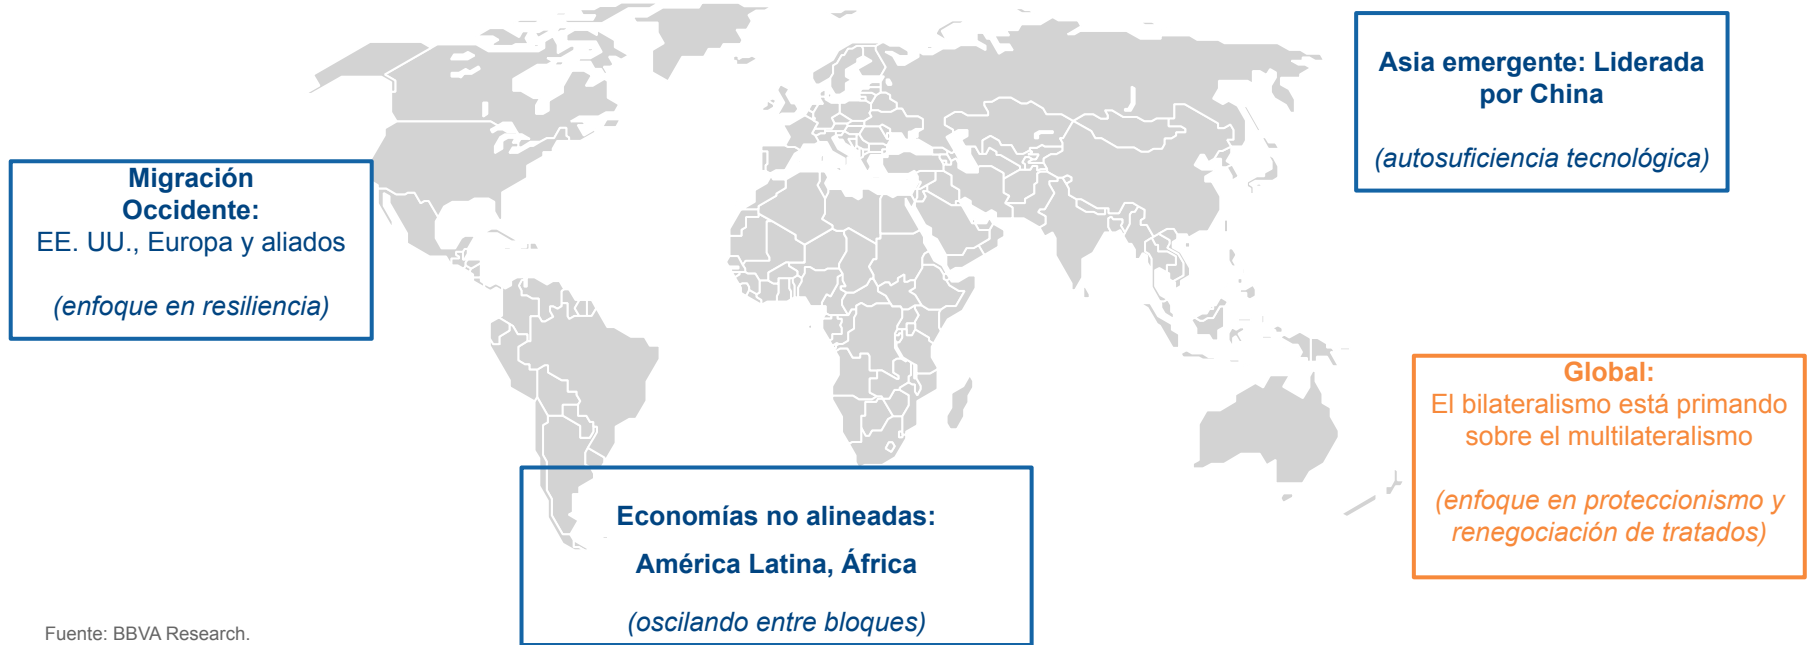 Asia emergente: Liderada
por China
(autosuficiencia tecnológica)
Migración
Occidente:
EE. UU., Europa y aliados
(enfoque en resiliencia)
Global:
El bilateralismo está primando
sobre el multilateralismo
(enfoque en proteccionismo y
renegociación de tratados)
Economías no alineadas:
América Latina, África
(oscilando entre bloques)
Fuente: BBVA Research.